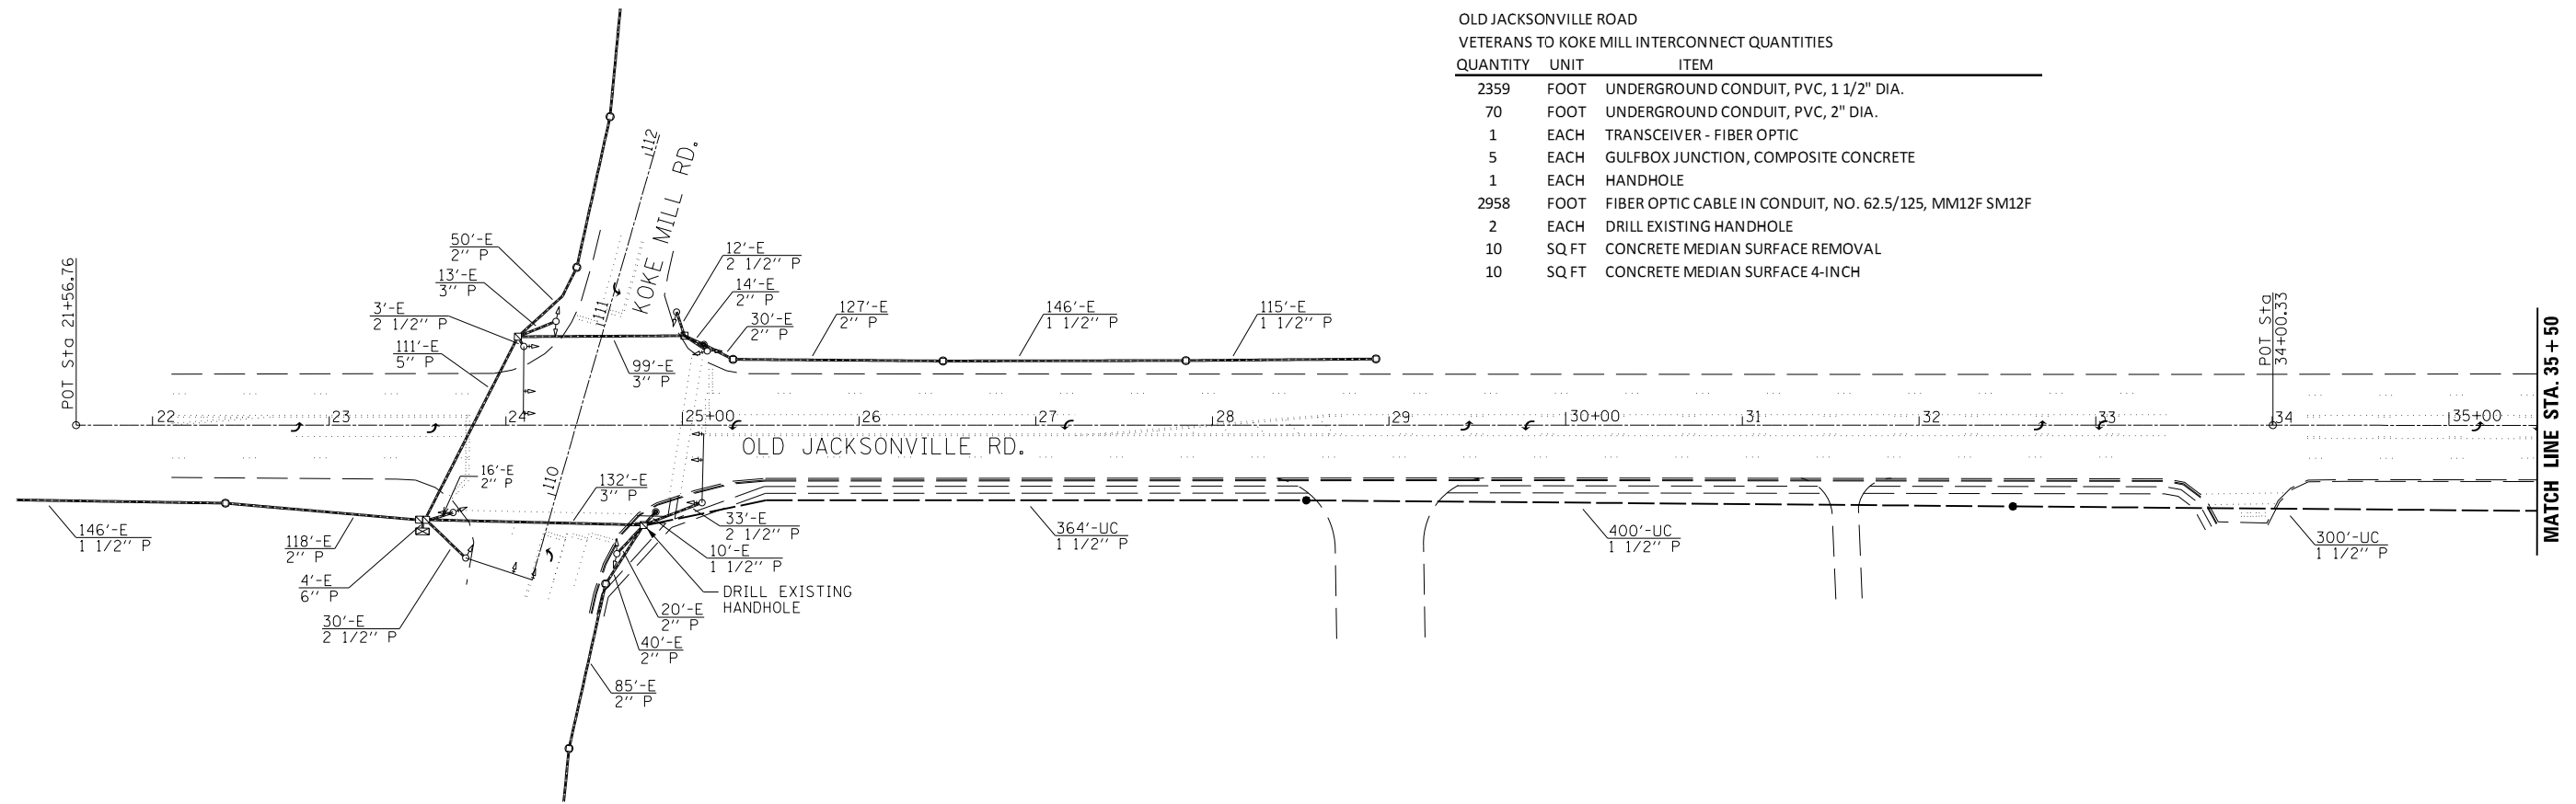 OLD JACKSONVILLE ROAD
VETERANS TO KOKE MILL INTERCONNECT QUANTITIES
QUANTITY UNIT ITEM
2359 FOOT UNDERGROUND CONDUIT, PVC, 1 1/2" DIA.
70 FOOT UNDERGROUND CONDUIT, PVC, 2" DIA.
1 EACH TRANSCEIVER - FIBER OPTIC
5 EACH GULFBOX JUNCTION, COMPOSITE CONCRETE
1 EACH HANDHOLE
2958 FOOT FIBER OPTIC CABLE IN CONDUIT, NO. 62.5/125, MM12F SM12F
2 EACH DRILL EXISTING HANDHOLE
10 SQ FT CONCRETE MEDIAN SURFACE REMOVAL
10 SQ FT CONCRETE MEDIAN SURFACE 4-INCH
POT Sta 21+56.76
50'-E
2'' P
13'-E
3'' P
3'-E
2 1/2'' P
111'-E
5'' P
112
KOKE MILL RD.
111
12'-E
2 1/2'' P
14'-E
2'' P
30'-E
2'' P
99'-E
3'' P
127'-E
2'' P
146'-E
1 1/2'' P
115'-E
1 1/2'' P
POT Sta
34+00.33
MATCH LINE STA. 35+50
22 23 24 25+00 26 27 28 29 30+00 31 32 33 34 35+00
OLD JACKSONVILLE RD.
16'-E
2'' P
110
132'-E
3'' P
146'-E
1 1/2'' P
118'-E
2'' P
4'-E
6'' P
30'-E
2 1/2'' P
33'-E
2 1/2'' P
10'-E
1 1/2'' P
DRILL EXISTING
HANDHOLE
20'-E
2'' P
40'-E
2'' P
85'-E
2'' P
364'-UC
1 1/2'' P
400'-UC
1 1/2'' P
300'-UC
1 1/2'' P